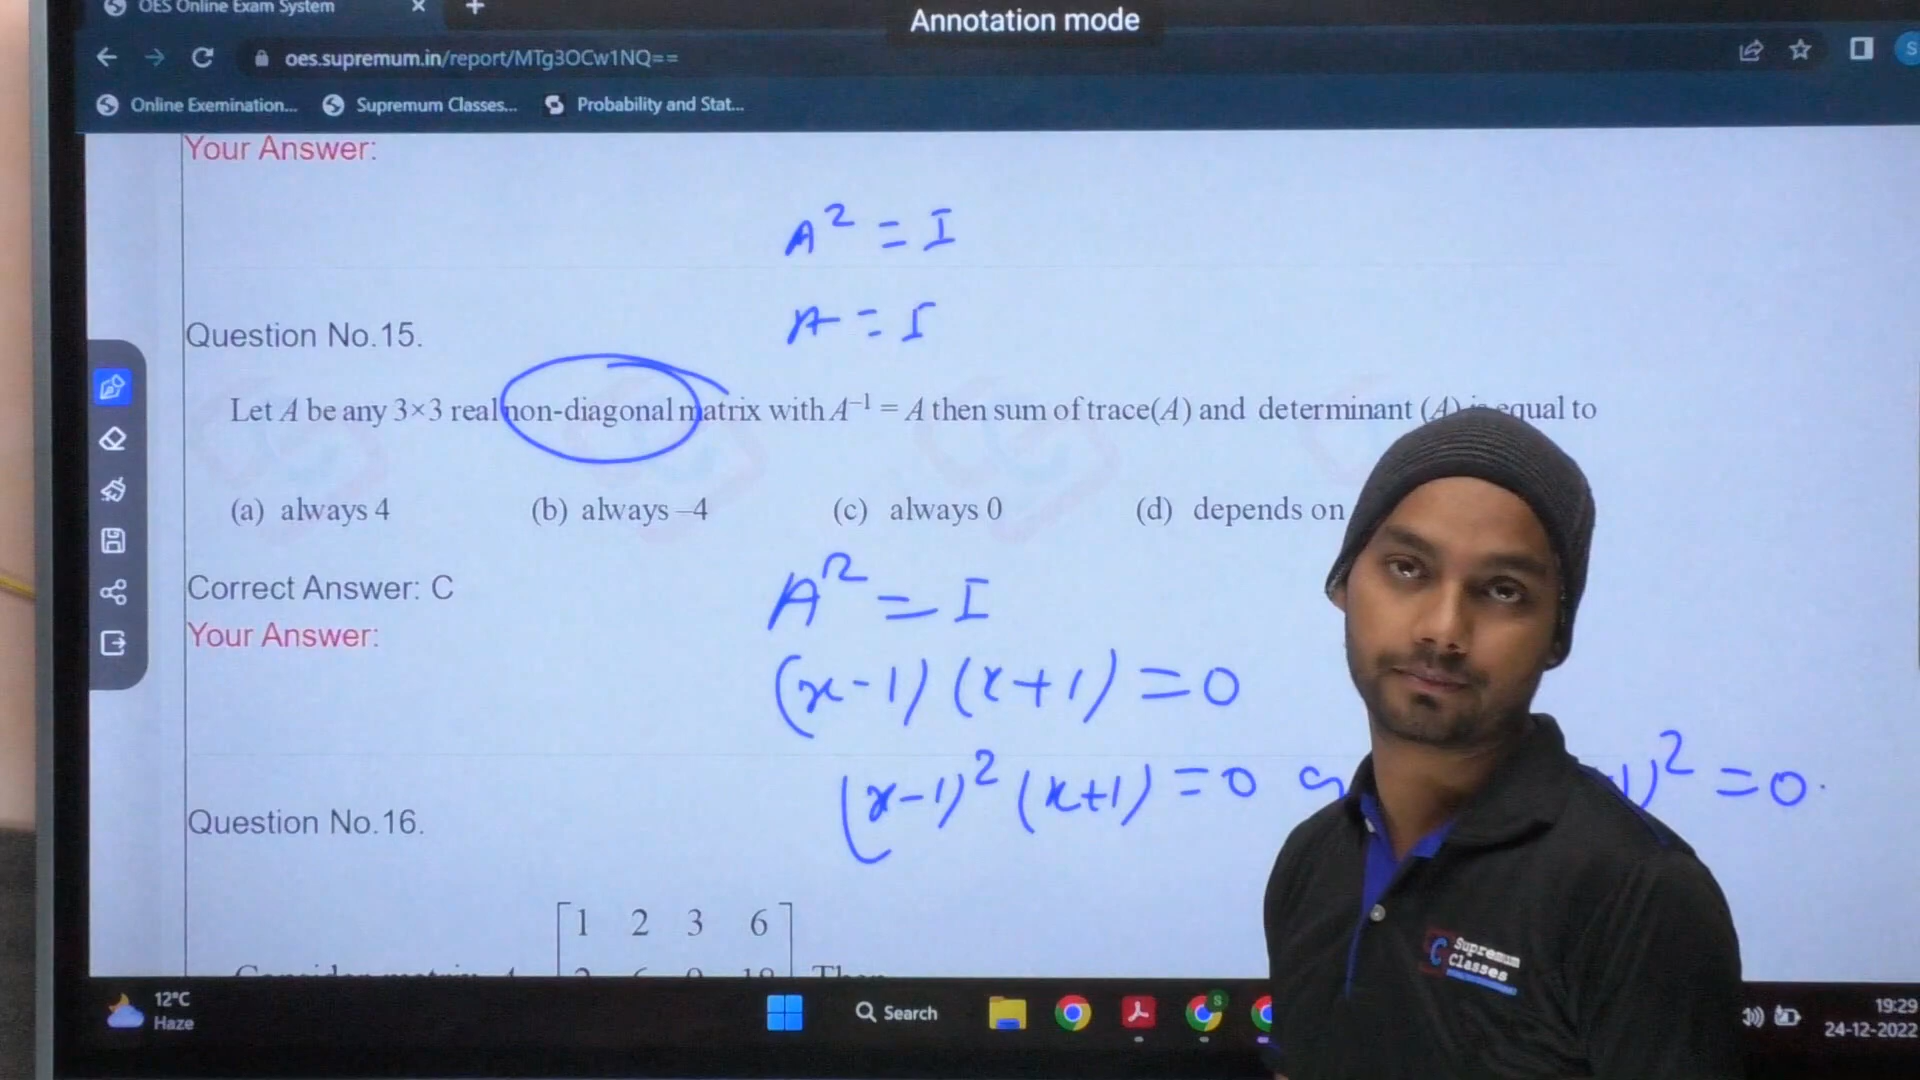 OES Online Exam System
Annotation mode
oes.supremum.in/report/MTg3OCw1NQ==
Online Exemination... Supremum Classes... Probability and Stat...
Your Answer:
A² = I
A = I
Question No.15.
Let A be any 3×3 real non-diagonal matrix with A⁻¹ = A then sum of trace(A) and determinant (A) is equal to
(a) always 4 (b) always –4 (c) always 0 (d) depends on
Correct Answer: C
Your Answer:
A² = I
(x-1) (x+1) = 0
(x-1)² (x+1) = 0 1)² = 0.
Question No.16.
1 2 3 6
Supremum
Classes
12°C
Haze
Search
19:29
24-12-2022